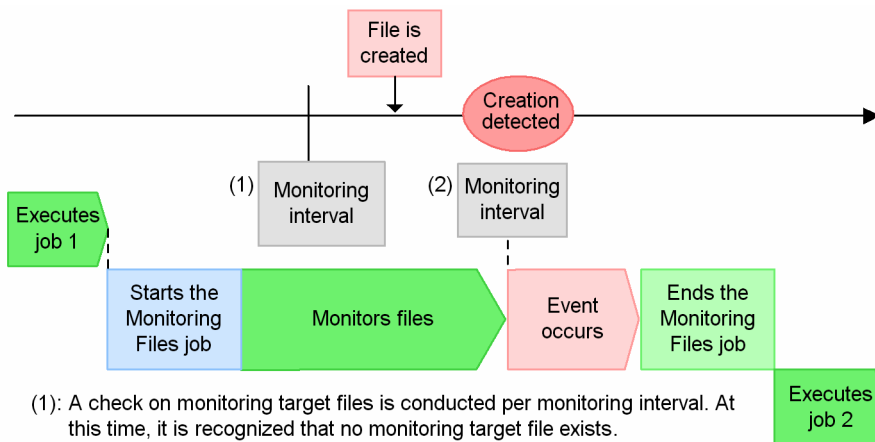 File is
created
Creation
detected
(1)
Monitoring
interval
(2)
Monitoring
interval
Executes
job 1
Starts the
Monitoring
Files job
Monitors files
Event
occurs
Ends the
Monitoring
Files job
Executes
job 2
(1): A check on monitoring target files is conducted per monitoring interval. At
this time, it is recognized that no monitoring target file exists.